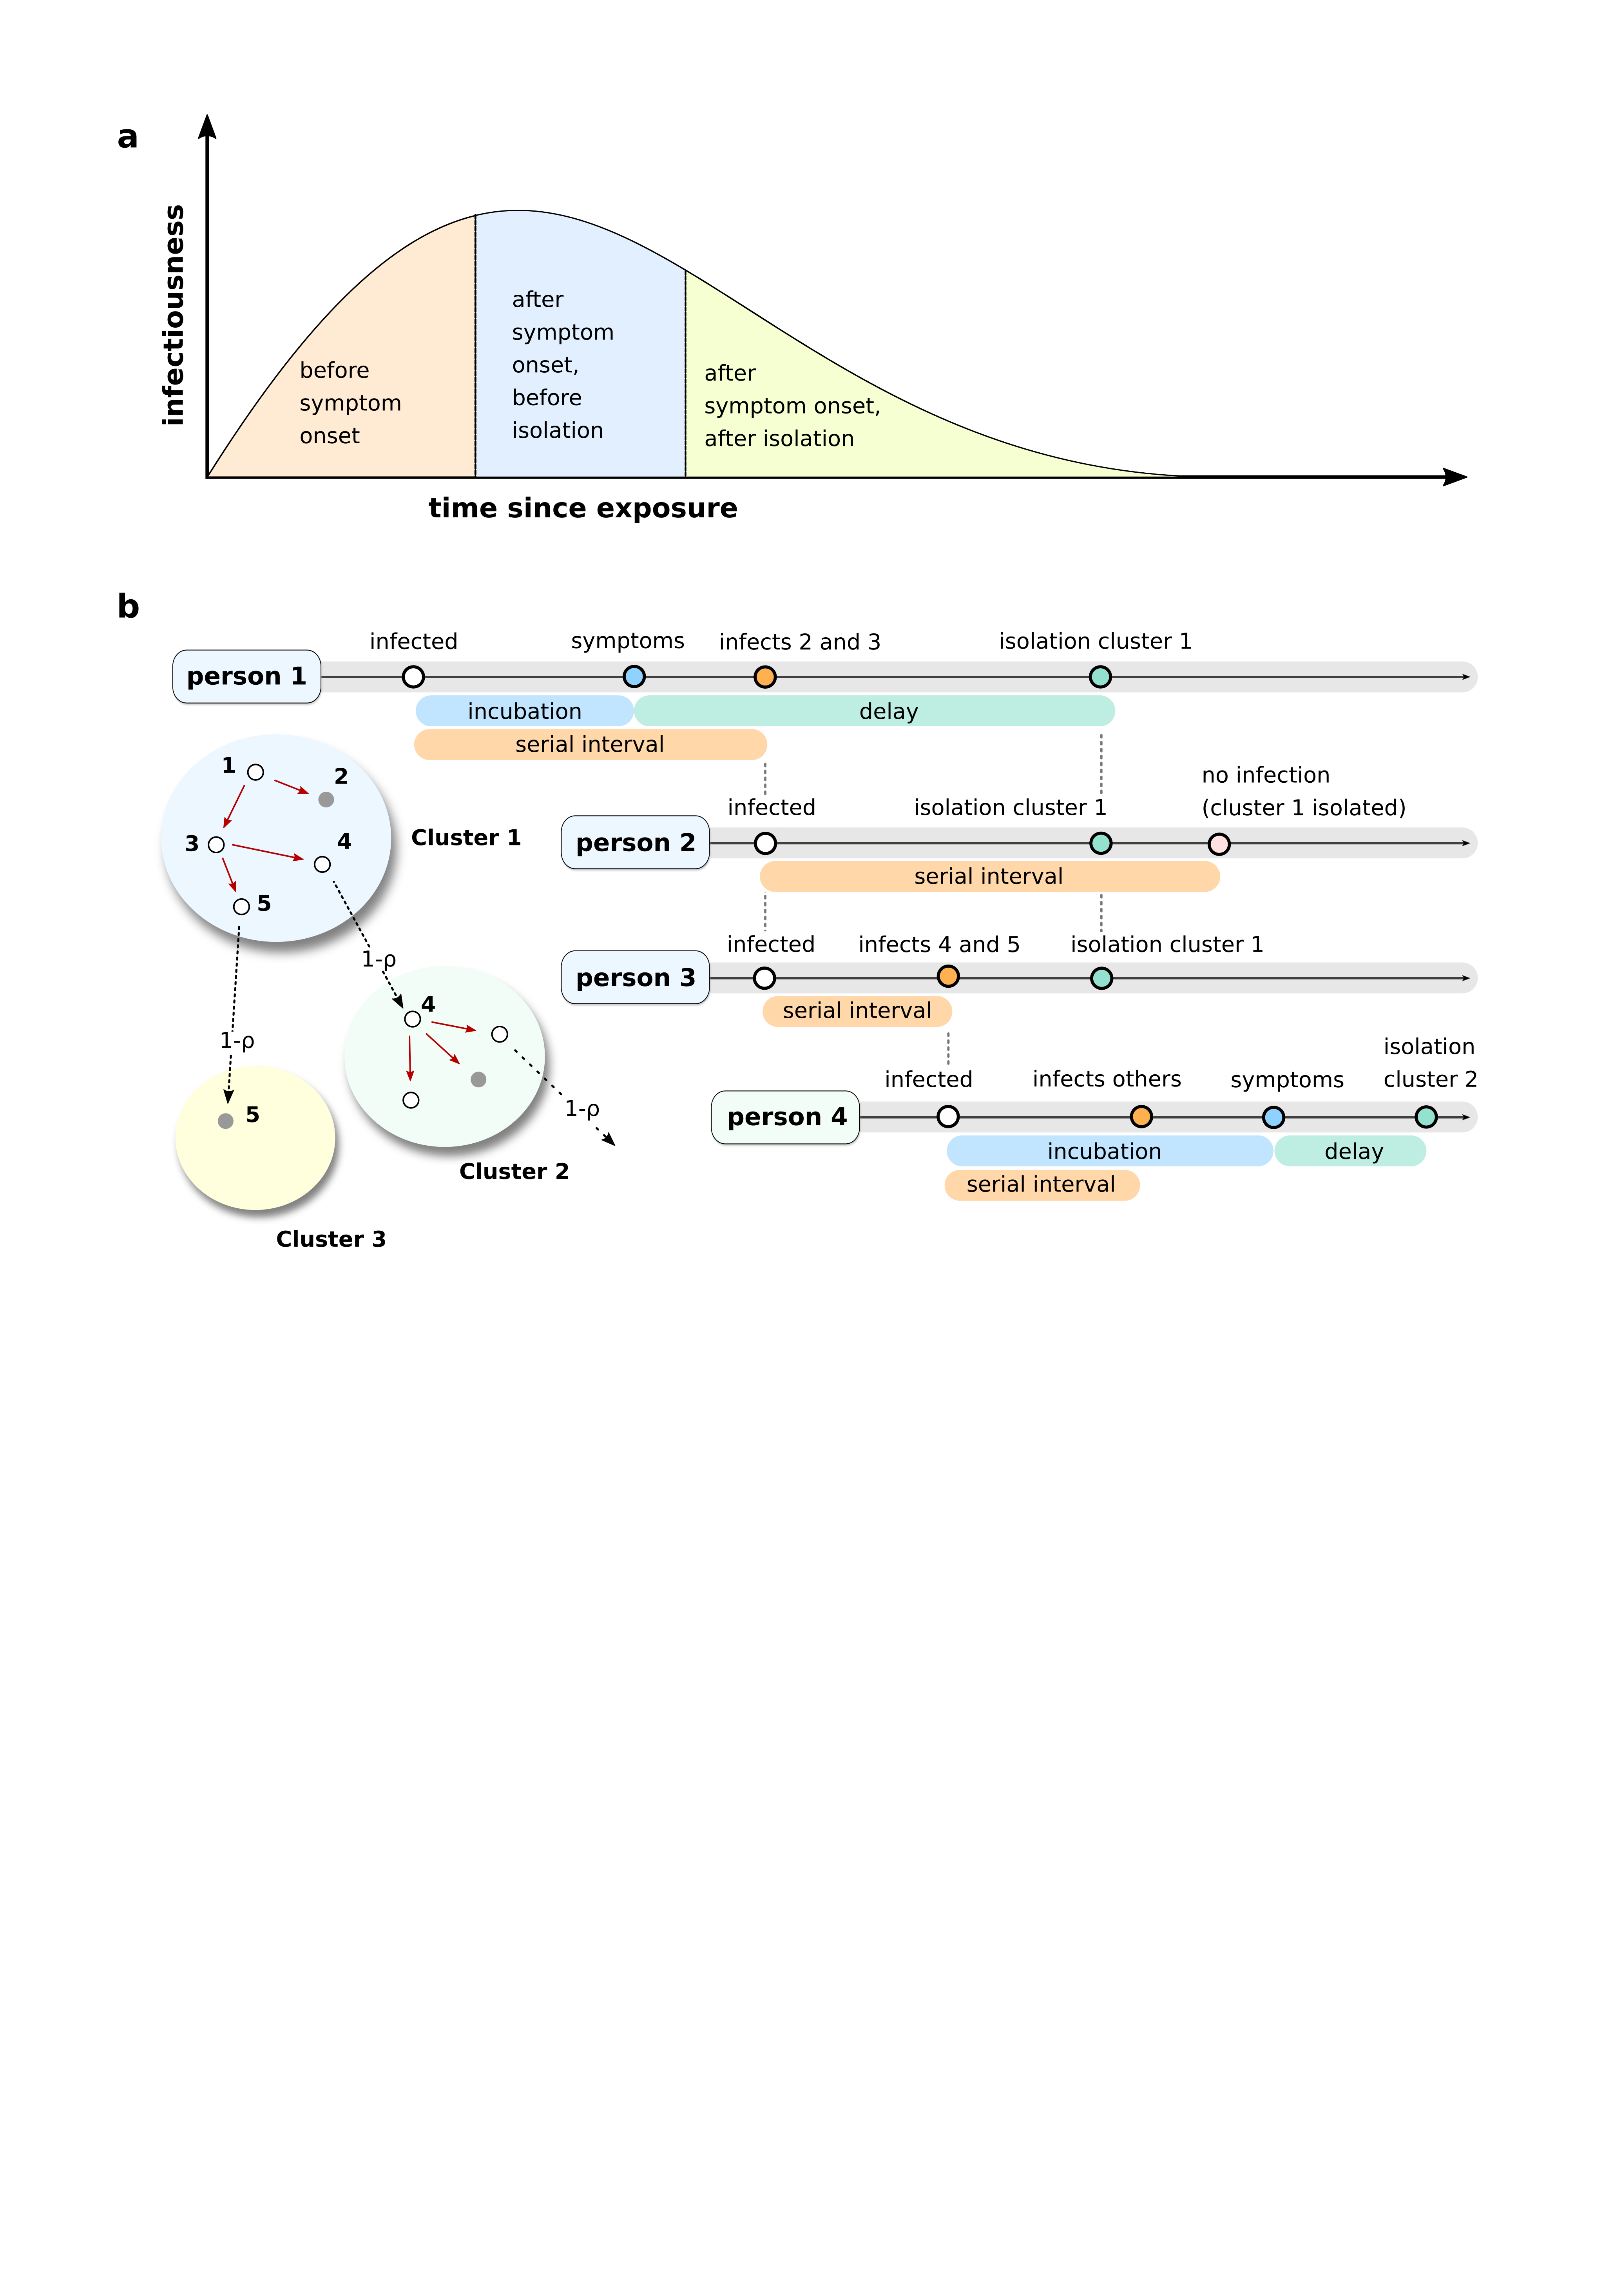 a
infectiousness
before
symptom
onset
after
symptom
onset,
before
isolation
after
symptom onset,
after isolation
time since exposure
b
infected
symptoms
infects 2 and 3
isolation cluster 1
person 1
incubation
delay
serial interval
1
2
3
4
5
Cluster 1
1-ρ
1-ρ
4
1-ρ
Cluster 2
5
Cluster 3
no infection
(cluster 1 isolated)
infected
isolation cluster 1
person 2
serial interval
infected
infects 4 and 5
isolation cluster 1
person 3
serial interval
isolation
cluster 2
infected
infects others
symptoms
person 4
incubation
delay
serial interval